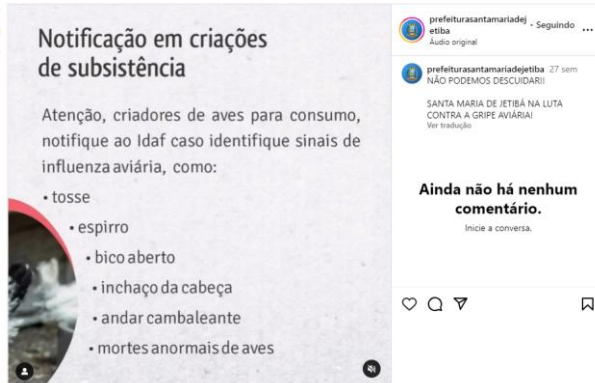 Notificação em criações
de subsistência
Atenção, criadores de aves para consumo,
notifique ao Idaf caso identifique sinais de
influenza aviária, como:
• tosse
• espirro
• bico aberto
• inchaço da cabeça
• andar cambaleante
• mortes anormais de aves
prefeiturasantamariadej
etiba • Seguindo
Áudio original
prefeiturasantamariadejetiba 27 sem
NÃO PODEMOS DESCUIDAR!!
SANTA MARIA DE JETIBÁ NA LUTA
CONTRA A GRIPE AVIÁRIA!
Ver tradução
Ainda não há nenhum
comentário.
Inicie a conversa.